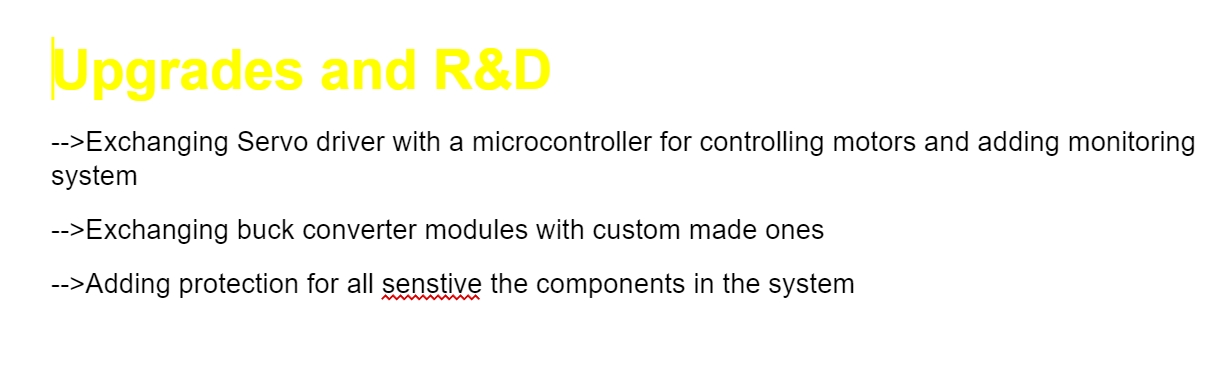 Upgrades and R&D
-->Exchanging Servo driver with a microcontroller for controlling motors and adding monitoring
system
-->Exchanging buck converter modules with custom made ones
-->Adding protection for all senstive the components in the system